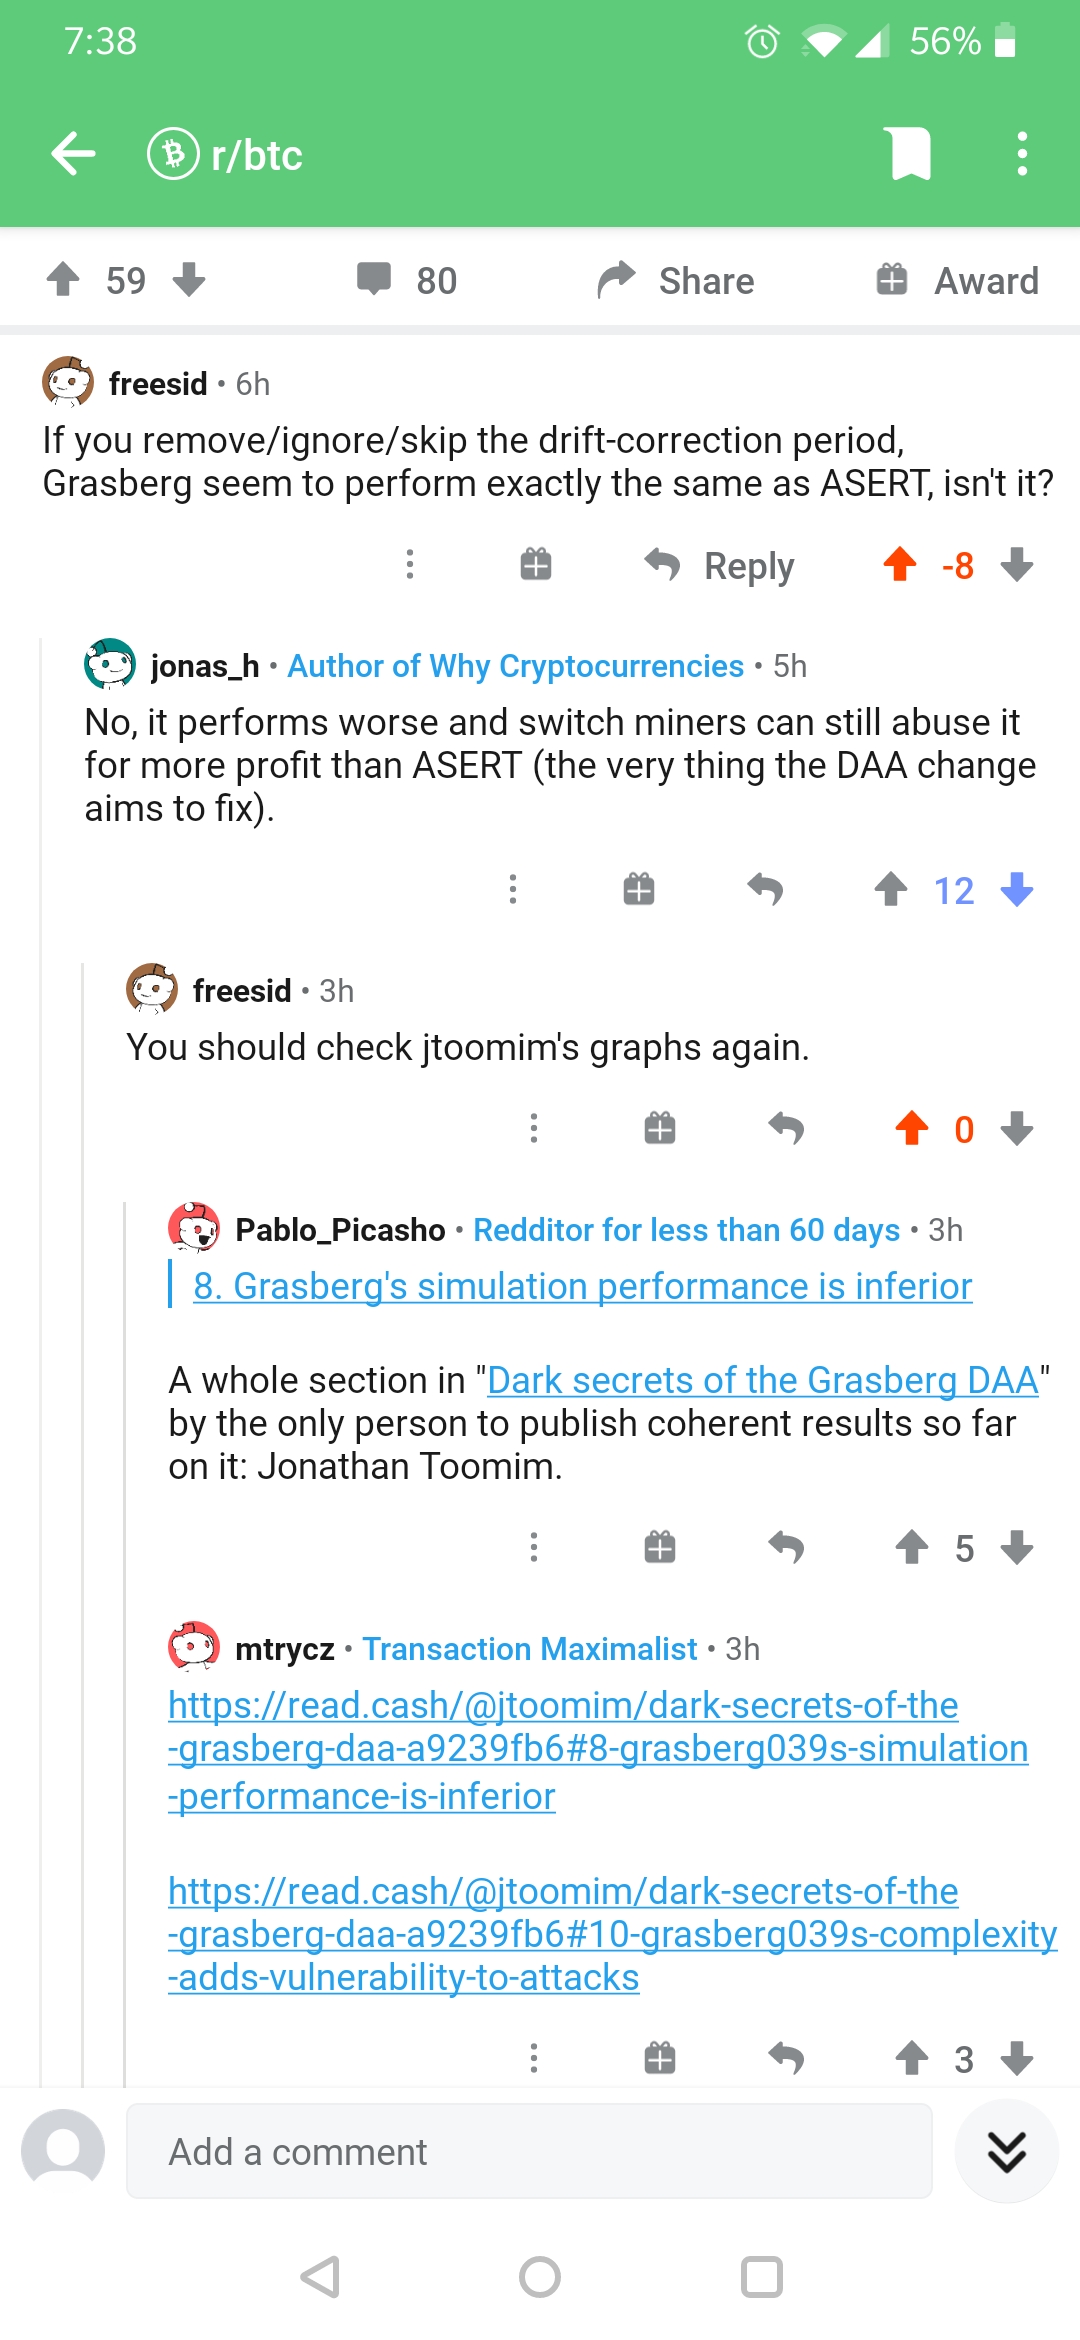 7:38
56%
r/btc
59
80
Share
Award
freesid • 6h
If you remove/ignore/skip the drift-correction period,
Grasberg seem to perform exactly the same as ASERT, isn't it?
Reply
-8
jonas_h • Author of Why Cryptocurrencies • 5h
No, it performs worse and switch miners can still abuse it
for more profit than ASERT (the very thing the DAA change
aims to fix).
12
freesid • 3h
You should check jtoomim's graphs again.
0
Pablo_Picasho • Redditor for less than 60 days • 3h
8. Grasberg's simulation performance is inferior
A whole section in "Dark secrets of the Grasberg DAA"
by the only person to publish coherent results so far
on it: Jonathan Toomim.
5
mtrycz • Transaction Maximalist • 3h
https://read.cash/@jtoomim/dark-secrets-of-the
-grasberg-daa-a9239fb6#8-grasberg039s-simulation
-performance-is-inferior
https://read.cash/@jtoomim/dark-secrets-of-the
-grasberg-daa-a9239fb6#10-grasberg039s-complexity
-adds-vulnerability-to-attacks
3
Add a comment